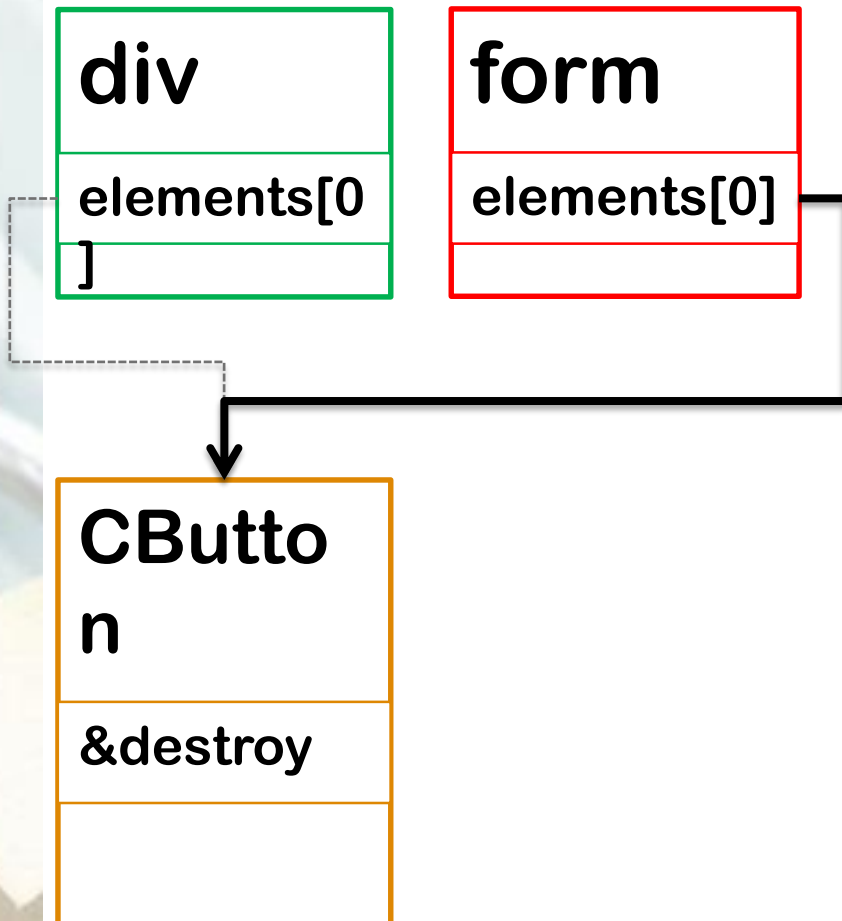 div
form
elements[0
]
elements[0]
CButto
n
&destroy